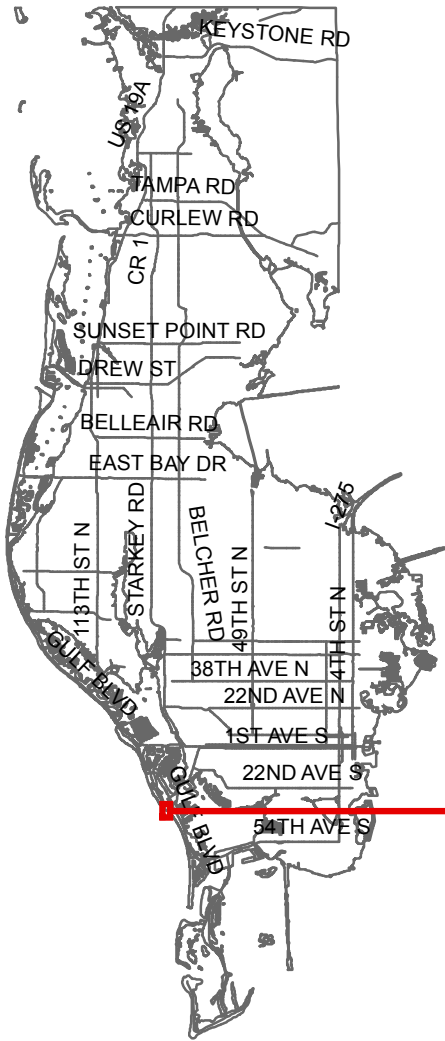 KEYSTONE RD
US 19A
TAMPA RD
CURLEW RD
CR 1
SUNSET POINT RD
DREW ST
BELLEAIR RD
EAST BAY DR
I-275
STARKEY RD
BELCHER RD
113TH ST N
49TH ST N
4TH ST N
38TH AVE N
GULF BLVD
22ND AVE N
1ST AVE S
22ND AVE S
GULF BLVD
54TH AVE S